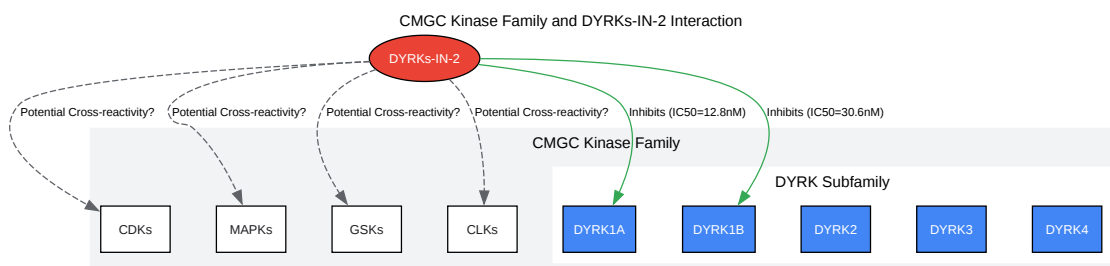 CMGC Kinase Family and DYRKs-IN-2 Interaction
DYRKs-IN-2
Potential Cross-reactivity?
Potential Cross-reactivity?
Potential Cross-reactivity?
Potential Cross-reactivity?
Inhibits (IC50=12.8nM)
Inhibits (IC50=30.6nM)
CMGC Kinase Family
DYRK Subfamily
CDKs
MAPKs
GSKs
CLKs
DYRK1A
DYRK1B
DYRK2
DYRK3
DYRK4